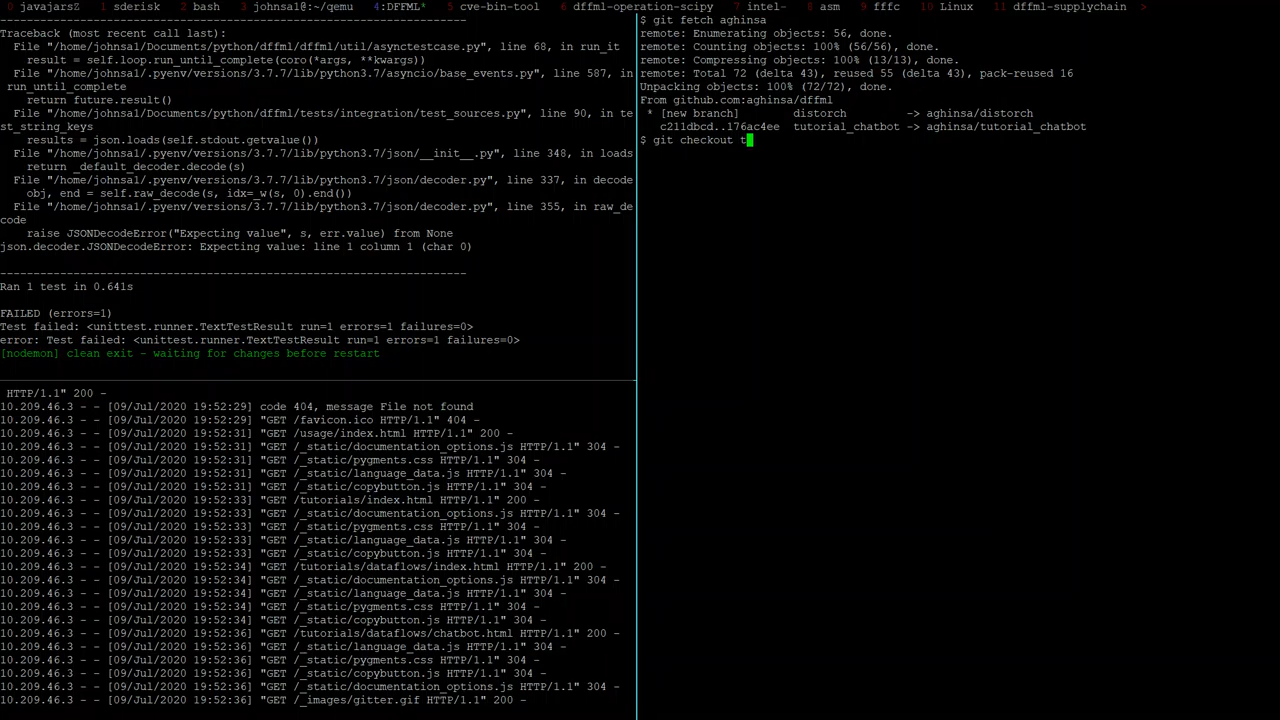 0 javajarsZ  1 sderisk  2 bash  3 johnsa1@:~/qemu  4:DFFML*  5 cve-bin-tool  6 dffml-operation-scipy  7 intel-  8 asm  9 fffc  10 Linux  11 dffml-supplychain  >
----------------------------------------------------------------------
Traceback (most recent call last):
  File "/home/johnsa1/Documents/python/dffml/dffml/util/asynctestcase.py", line 68, in run_it
    result = self.loop.run_until_complete(coro(*args, **kwargs))
  File "/home/johnsa1/.pyenv/versions/3.7.7/lib/python3.7/asyncio/base_events.py", line 587, in
 run_until_complete
    return future.result()
  File "/home/johnsa1/Documents/python/dffml/tests/integration/test_sources.py", line 90, in te
st_string_keys
    results = json.loads(self.stdout.getvalue())
  File "/home/johnsa1/.pyenv/versions/3.7.7/lib/python3.7/json/__init__.py", line 348, in loads
    return _default_decoder.decode(s)
  File "/home/johnsa1/.pyenv/versions/3.7.7/lib/python3.7/json/decoder.py", line 337, in decode
    obj, end = self.raw_decode(s, idx=_w(s, 0).end())
  File "/home/johnsa1/.pyenv/versions/3.7.7/lib/python3.7/json/decoder.py", line 355, in raw_de
code
    raise JSONDecodeError("Expecting value", s, err.value) from None
json.decoder.JSONDecodeError: Expecting value: line 1 column 1 (char 0)
----------------------------------------------------------------------
Ran 1 test in 0.641s
FAILED (errors=1)
Test failed: <unittest.runner.TextTestResult run=1 errors=1 failures=0>
error: Test failed: <unittest.runner.TextTestResult run=1 errors=1 failures=0>
[nodemon] clean exit - waiting for changes before restart
 HTTP/1.1" 200 -
10.209.46.3 - - [09/Jul/2020 19:52:29] code 404, message File not found
10.209.46.3 - - [09/Jul/2020 19:52:29] "GET /favicon.ico HTTP/1.1" 404 -
10.209.46.3 - - [09/Jul/2020 19:52:31] "GET /usage/index.html HTTP/1.1" 200 -
10.209.46.3 - - [09/Jul/2020 19:52:31] "GET /_static/documentation_options.js HTTP/1.1" 304 -
10.209.46.3 - - [09/Jul/2020 19:52:31] "GET /_static/pygments.css HTTP/1.1" 304 -
10.209.46.3 - - [09/Jul/2020 19:52:31] "GET /_static/language_data.js HTTP/1.1" 304 -
10.209.46.3 - - [09/Jul/2020 19:52:31] "GET /_static/copybutton.js HTTP/1.1" 304 -
10.209.46.3 - - [09/Jul/2020 19:52:33] "GET /tutorials/index.html HTTP/1.1" 200 -
10.209.46.3 - - [09/Jul/2020 19:52:33] "GET /_static/documentation_options.js HTTP/1.1" 304 -
10.209.46.3 - - [09/Jul/2020 19:52:33] "GET /_static/pygments.css HTTP/1.1" 304 -
10.209.46.3 - - [09/Jul/2020 19:52:33] "GET /_static/language_data.js HTTP/1.1" 304 -
10.209.46.3 - - [09/Jul/2020 19:52:33] "GET /_static/copybutton.js HTTP/1.1" 304 -
10.209.46.3 - - [09/Jul/2020 19:52:34] "GET /tutorials/dataflows/index.html HTTP/1.1" 200 -
10.209.46.3 - - [09/Jul/2020 19:52:34] "GET /_static/documentation_options.js HTTP/1.1" 304 -
10.209.46.3 - - [09/Jul/2020 19:52:34] "GET /_static/language_data.js HTTP/1.1" 304 -
10.209.46.3 - - [09/Jul/2020 19:52:34] "GET /_static/pygments.css HTTP/1.1" 304 -
10.209.46.3 - - [09/Jul/2020 19:52:34] "GET /_static/copybutton.js HTTP/1.1" 304 -
10.209.46.3 - - [09/Jul/2020 19:52:36] "GET /tutorials/dataflows/chatbot.html HTTP/1.1" 200 -
10.209.46.3 - - [09/Jul/2020 19:52:36] "GET /_static/language_data.js HTTP/1.1" 304 -
10.209.46.3 - - [09/Jul/2020 19:52:36] "GET /_static/pygments.css HTTP/1.1" 304 -
10.209.46.3 - - [09/Jul/2020 19:52:36] "GET /_static/copybutton.js HTTP/1.1" 304 -
10.209.46.3 - - [09/Jul/2020 19:52:36] "GET /_static/documentation_options.js HTTP/1.1" 304 -
10.209.46.3 - - [09/Jul/2020 19:52:36] "GET /_images/gitter.gif HTTP/1.1" 200 -
$ git fetch aghinsa
remote: Enumerating objects: 56, done.
remote: Counting objects: 100% (56/56), done.
remote: Compressing objects: 100% (13/13), done.
remote: Total 72 (delta 43), reused 55 (delta 43), pack-reused 16
Unpacking objects: 100% (72/72), done.
From github.com:aghinsa/dffml
 * [new branch]        distorch         -> aghinsa/distorch
   c211dbcd..176ac4ee  tutorial_chatbot -> aghinsa/tutorial_chatbot
$ git checkout t